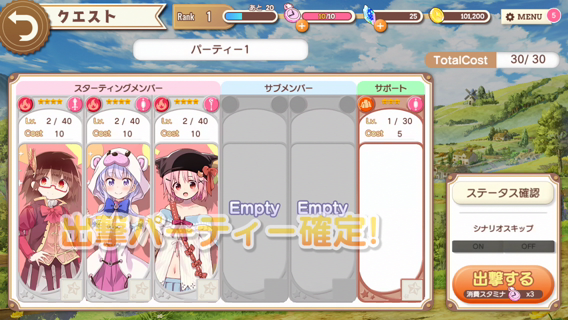 クエスト
Rank 1
あと 20
10/10
25
101,200
MENU 5
パーティー1
TotalCost 30/ 30
スターティングメンバー
サブメンバー
サポート
Lv. 2 / 40
Cost 10
Lv. 2 / 40
Cost 10
Lv. 2 / 40
Cost 10
Lv. 1 / 30
Cost 5
Empty
Empty
出撃パーティー確定!
ステータス確認
シナリオスキップ
ON OFF
出撃する
消費スタミナ x3